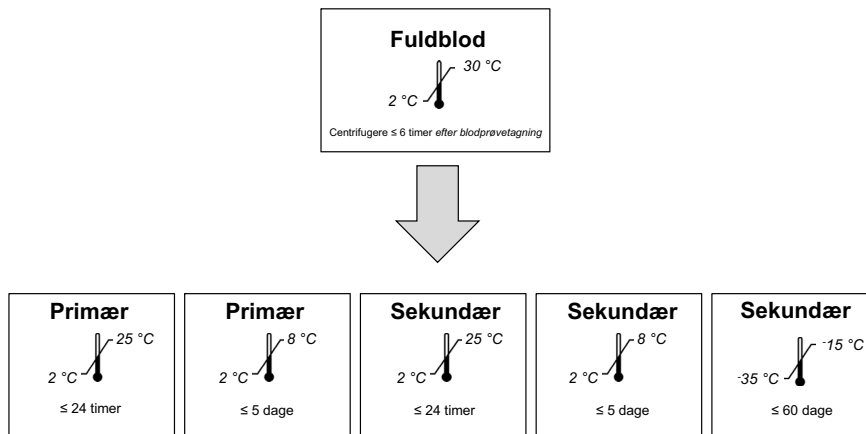 Fuldblod
30 °C
2 °C
Centrifugere ≤ 6 timer efter blodprøvetagning
Primær
25 °C
2 °C
≤ 24 timer
Primær
8 °C
2 °C
≤ 5 dage
Sekundær
25 °C
2 °C
≤ 24 timer
Sekundær
8 °C
2 °C
≤ 5 dage
Sekundær
-15 °C
-35 °C
≤ 60 dage